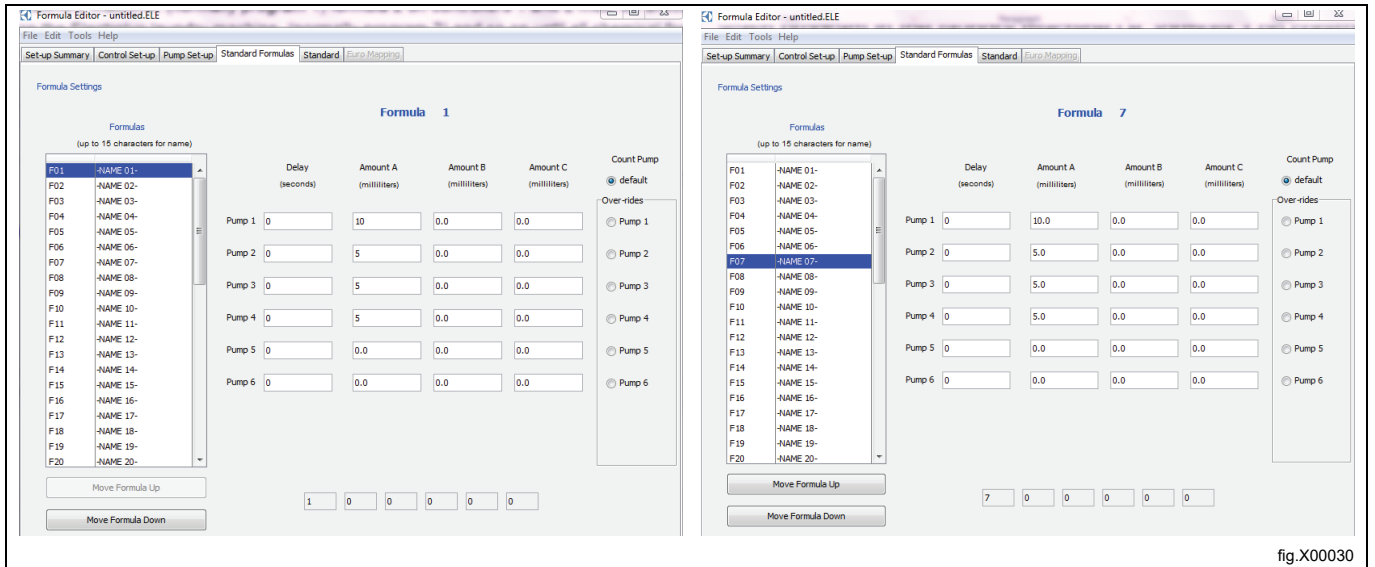 Formula Editor - untitled.ELE
File Edit Tools Help
Set-up Summary Control Set-up Pump Set-up Standard Formulas Standard Euro Mapping
Formula Settings
Formula 1
Formulas
(up to 15 characters for name)
Delay Amount A Amount B Amount C Count Pump
(seconds) (milliliters) (milliliters) (milliliters) default
Over-rides
F01 -NAME 01-
F02 -NAME 02-
F03 -NAME 03-
F04 -NAME 04-
F05 -NAME 05-
F06 -NAME 06-
F07 -NAME 07-
F08 -NAME 08-
F09 -NAME 09-
F10 -NAME 10-
F11 -NAME 11-
F12 -NAME 12-
F13 -NAME 13-
F14 -NAME 14-
F15 -NAME 15-
F16 -NAME 16-
F17 -NAME 17-
F18 -NAME 18-
F19 -NAME 19-
F20 -NAME 20-
Pump 1 0 10 0.0 0.0 Pump 1
Pump 2 0 5 0.0 0.0 Pump 2
Pump 3 0 5 0.0 0.0 Pump 3
Pump 4 0 5 0.0 0.0 Pump 4
Pump 5 0 0.0 0.0 0.0 Pump 5
Pump 6 0 0.0 0.0 0.0 Pump 6
Move Formula Up
1 0 0 0 0 0
Move Formula Down
Formula Editor - untitled.ELE
File Edit Tools Help
Set-up Summary Control Set-up Pump Set-up Standard Formulas Standard Euro Mapping
Formula Settings
Formula 7
Formulas
(up to 15 characters for name)
Delay Amount A Amount B Amount C Count Pump
(seconds) (milliliters) (milliliters) (milliliters) default
Over-rides
F01 -NAME 01-
F02 -NAME 02-
F03 -NAME 03-
F04 -NAME 04-
F05 -NAME 05-
F06 -NAME 06-
F07 -NAME 07-
F08 -NAME 08-
F09 -NAME 09-
F10 -NAME 10-
F11 -NAME 11-
F12 -NAME 12-
F13 -NAME 13-
F14 -NAME 14-
F15 -NAME 15-
F16 -NAME 16-
F17 -NAME 17-
F18 -NAME 18-
F19 -NAME 19-
F20 -NAME 20-
Pump 1 0 10.0 0.0 0.0 Pump 1
Pump 2 0 5.0 0.0 0.0 Pump 2
Pump 3 0 5.0 0.0 0.0 Pump 3
Pump 4 0 5.0 0.0 0.0 Pump 4
Pump 5 0 0.0 0.0 0.0 Pump 5
Pump 6 0 0.0 0.0 0.0 Pump 6
Move Formula Up
7 0 0 0 0 0
Move Formula Down
fig.X00030